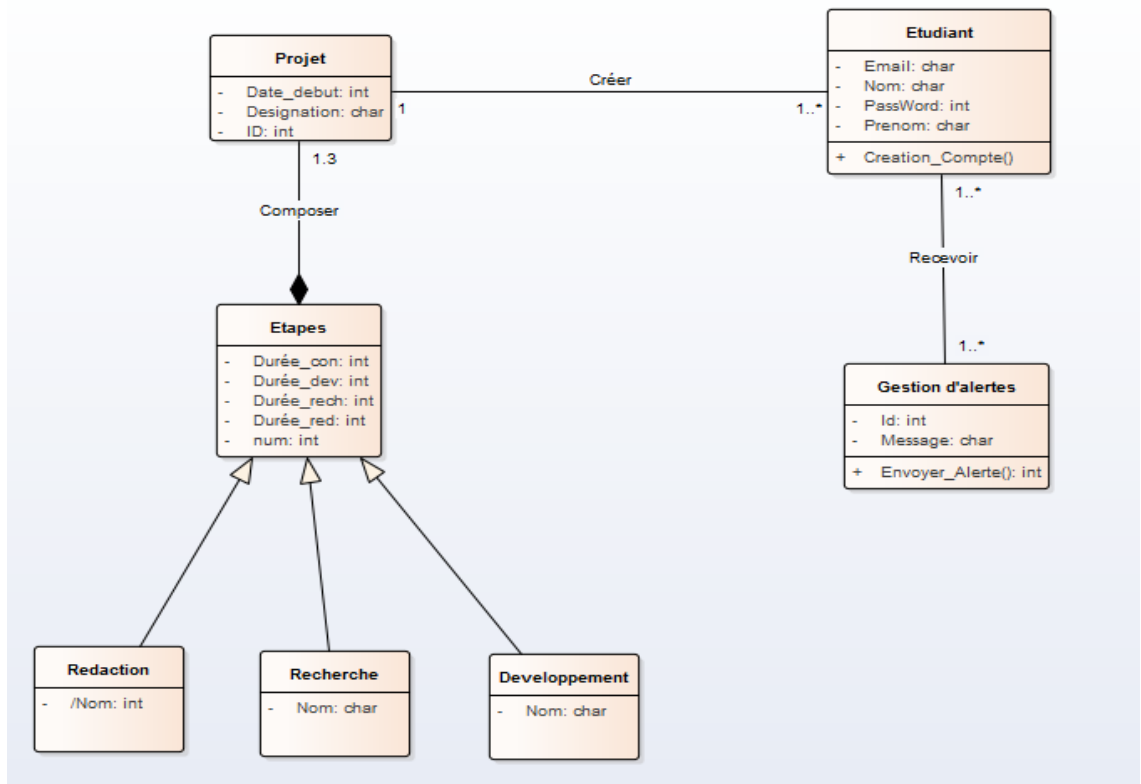 Projet
- Date_debut: int
- Designation: char
- ID: int
Créer
1
1..*
Etudiant
- Email: char
- Nom: char
- PassWord: int
- Prenom: char
+ Creation_Compte()
1.3
Composer
1..*
Recevoir
1..*
Etapes
- Durée_con: int
- Durée_dev: int
- Durée_rech: int
- Durée_red: int
- num: int
Gestion d'alertes
- Id: int
- Message: char
+ Envoyer_Alerte(): int
Redaction
- /Nom: int
Recherche
- Nom: char
Developpement
- Nom: char